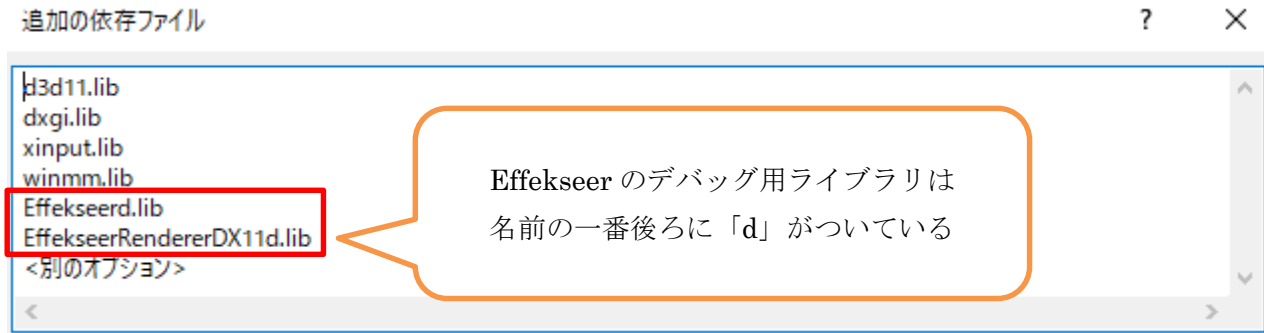 追加の依存ファイル
d3d11.lib
dxgi.lib
xinput.lib
winmm.lib
Effekseerd.lib
EffekseerRendererDX11d.lib
<別のオプション>
Effekseer のデバッグ用ライブラリは
名前の一番後ろに「d」がついている